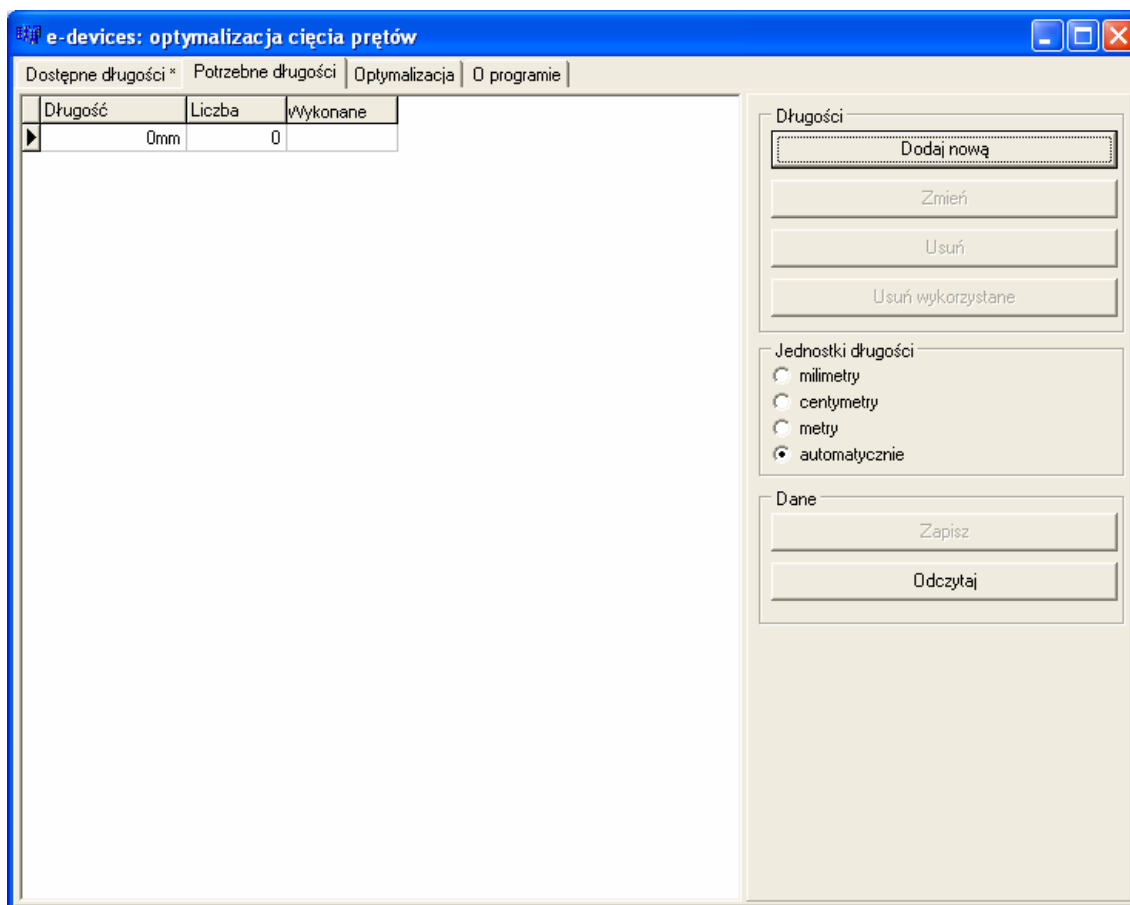 e-devices: optymalizacja cięcia prętów
Dostępne długości * Potrzebne długości Optymalizacja O programie
Długość Liczba Wykonane
0mm 0
Długości
Dodaj nową
Zmień
Usuń
Usuń wykorzystane
Jednostki długości
milimetry
centymetry
metry
automatycznie
Dane
Zapisz
Odczytaj